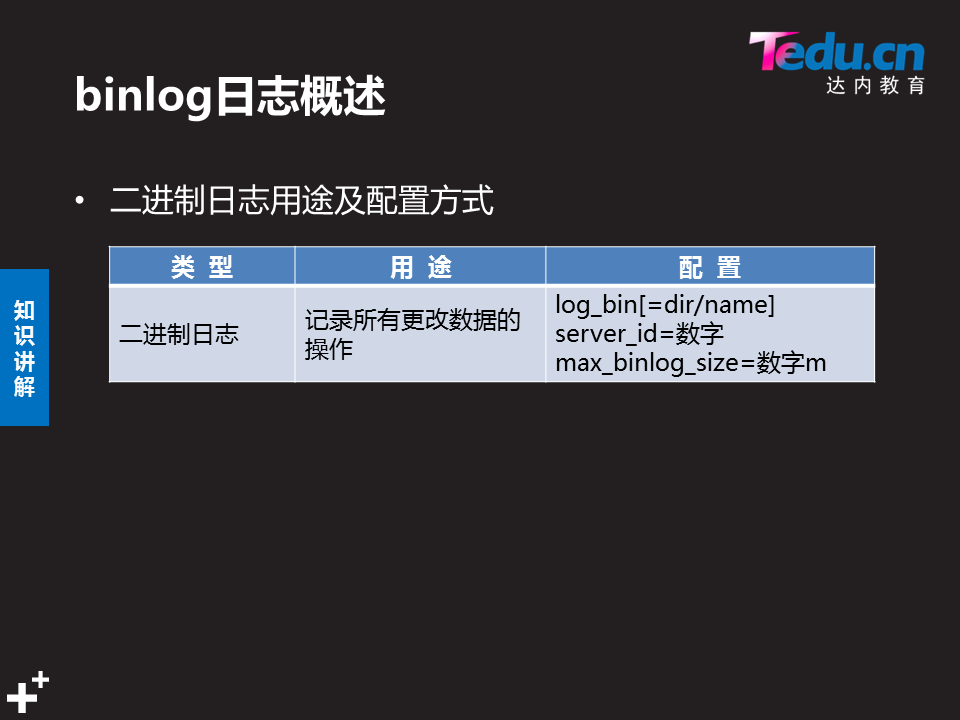 Tedu.cn
达内教育
binlog日志概述
• 二进制日志用途及配置方式
类 型
用 途
配 置
二进制日志
记录所有更改数据的
操作
log_bin[=dir/name]
server_id=数字
max_binlog_size=数字m
知
识
讲
解